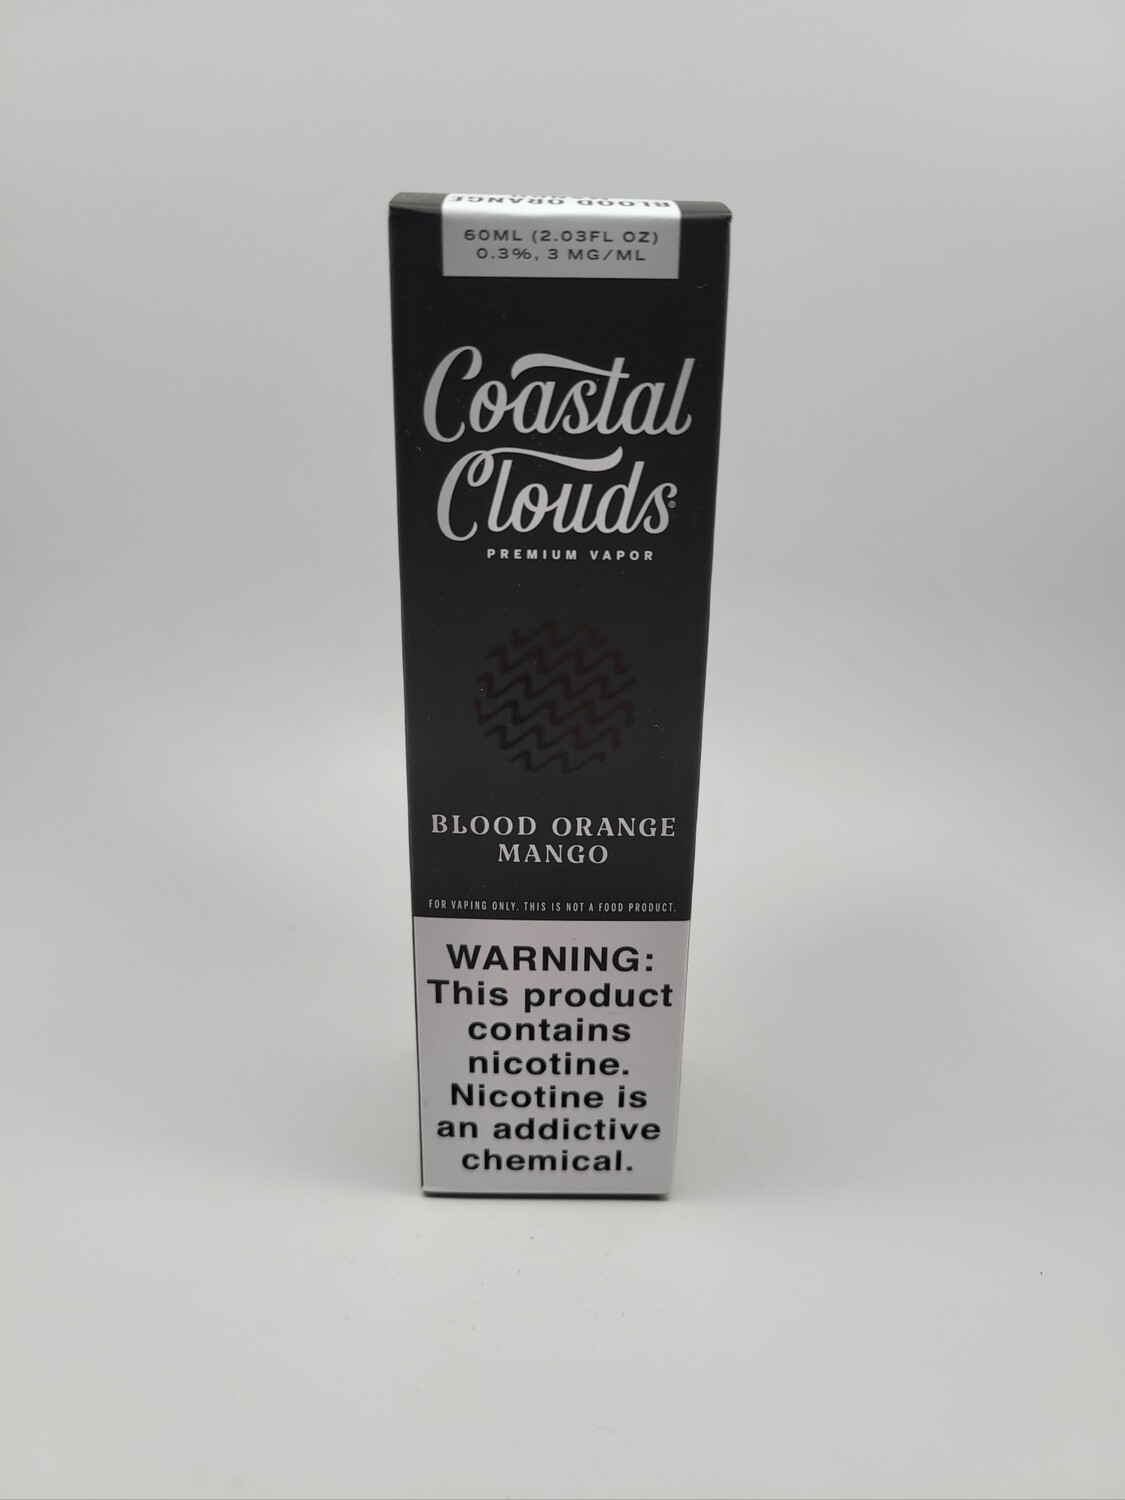 BLOOD ORANGE
60ML (2.03FL OZ)
0.3%, 3 MG/ML
Coastal
Clouds®
PREMIUM VAPOR
BLOOD ORANGE
MANGO
FOR VAPING ONLY. THIS IS NOT A FOOD PRODUCT.
WARNING:
This product
contains
nicotine.
Nicotine is
an addictive
chemical.